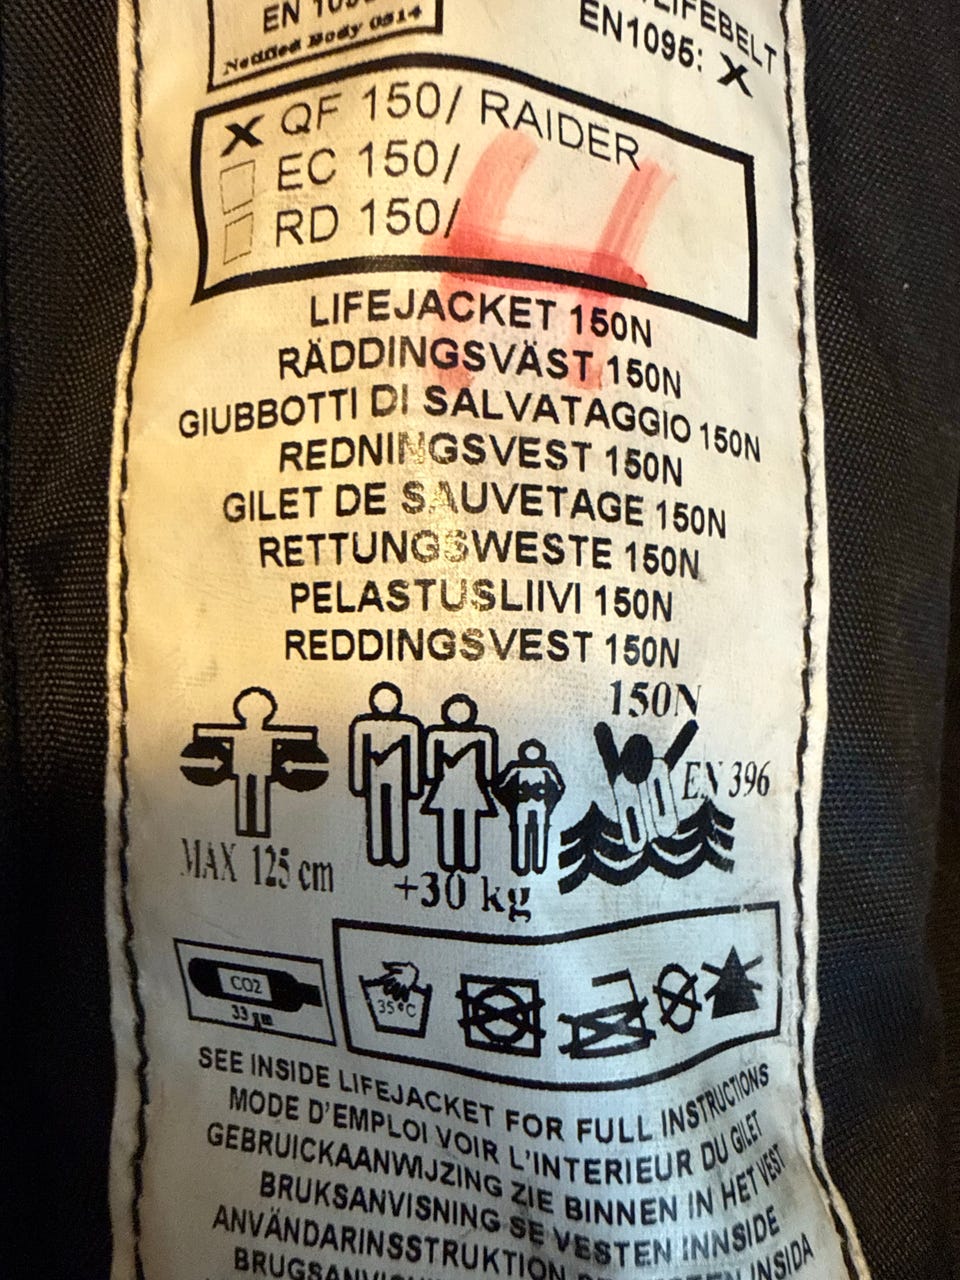 EN
LIFEBELT
Notified Body 0514
EN1095: X
X QF 150/ RAIDER
EC 150/
RD 150/
H
LIFEJACKET 150N
RÄDDINGSVÄST 150N
GIUBBOTTI DI SALVATAGGIO 150N
REDNINGSVEST 150N
GILET DE SAUVETAGE 150N
RETTUNGSWESTE 150N
PELASTUSLIIVI 150N
REDDINGSVEST 150N
150N
EN 396
MAX 125 cm
+30 kg
CO2
33 gm
35°C
SEE INSIDE LIFEJACKET FOR FULL INSTRUCTIONS
MODE D'EMPLOI VOIR L'INTERIEUR DU GILET
GEBRUICKAANWIJZING ZIE BINNEN IN HET VEST
BRUKSANVISNING SE VESTEN INNSIDE
ANVÄNDARINSSTRUKTION INSIDA